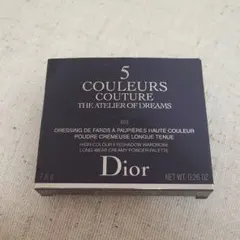 5
COULEURS
COUTURE
THE ATELIER OF DREAMS
DRESSING DE FARDS À PAUPIÈRES HAUTE COULEUR
POUDRE CRÉMEUSE LONGUE TENUE
HIGH-COLOUR EYESHADOW WARDROBE
LONG-WEAR CREAMY POWDER PALETTE
Dior
NET WT. 0.26 OZ